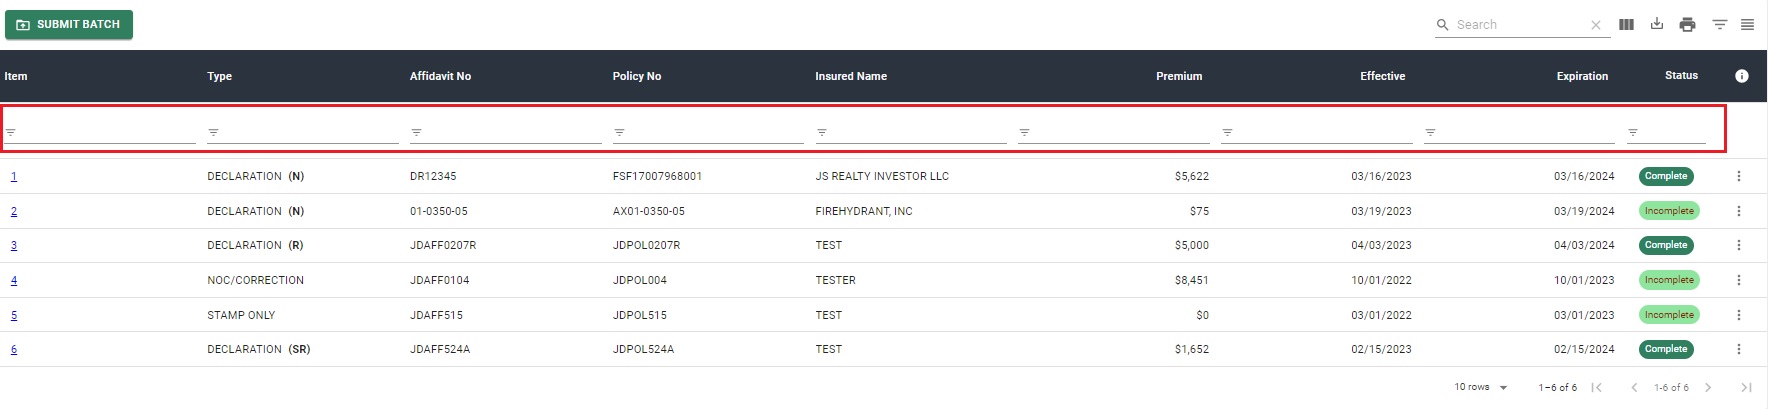 SUBMIT BATCH Search
Item Type Affidavit No Policy No Insured Name Premium Effective Expiration Status
1 DECLARATION (N) DR12345 FSF17007968001 JS REALTY INVESTOR LLC $5,622 03/16/2023 03/16/2024 Complete
2 DECLARATION (N) 01-0350-05 AX01-0350-05 FIREHYDRANT, INC $75 03/19/2023 03/19/2024 Incomplete
3 DECLARATION (R) JDAFF0207R JDPOL0207R TEST $5,000 04/03/2023 04/03/2024 Complete
4 NOC/CORRECTION JDAFF0104 JDPOL004 TESTER $8,451 10/01/2022 10/01/2023 Incomplete
5 STAMP ONLY JDAFF515 JDPOL515 TEST $0 03/01/2022 03/01/2023 Incomplete
6 DECLARATION (SR) JDAFF524A JDPOL524A TEST $1,652 02/15/2023 02/15/2024 Complete
10 rows 1–6 of 6 1-6 of 6